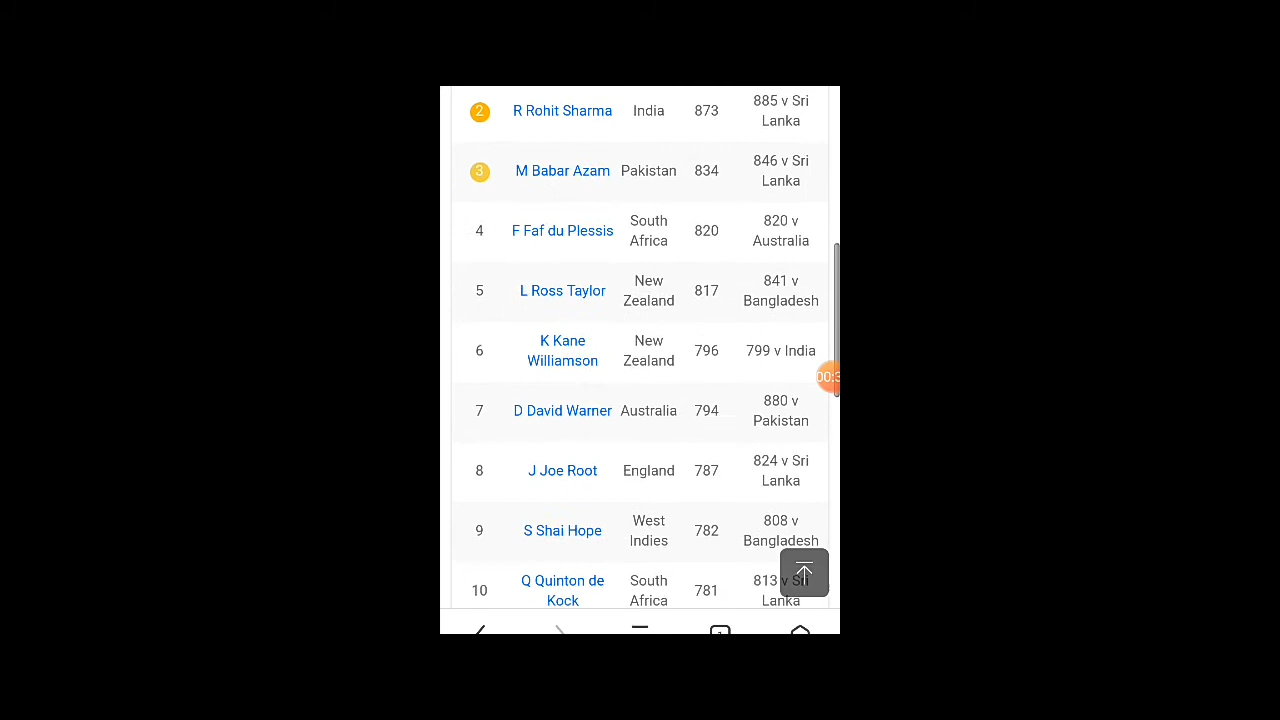 2 R Rohit Sharma India 873 885 v Sri
Lanka
3 M Babar Azam Pakistan 834 846 v Sri
Lanka
4 F Faf du Plessis South
Africa 820 820 v
Australia
5 L Ross Taylor New
Zealand 817 841 v
Bangladesh
6 K Kane
Williamson New
Zealand 796 799 v India
7 D David Warner Australia 794 880 v
Pakistan
8 J Joe Root England 787 824 v Sri
Lanka
9 S Shai Hope West
Indies 782 808 v
Bangladesh
10 Q Quinton de
Kock South
Africa 781 813 v Sri
Lanka
00:3